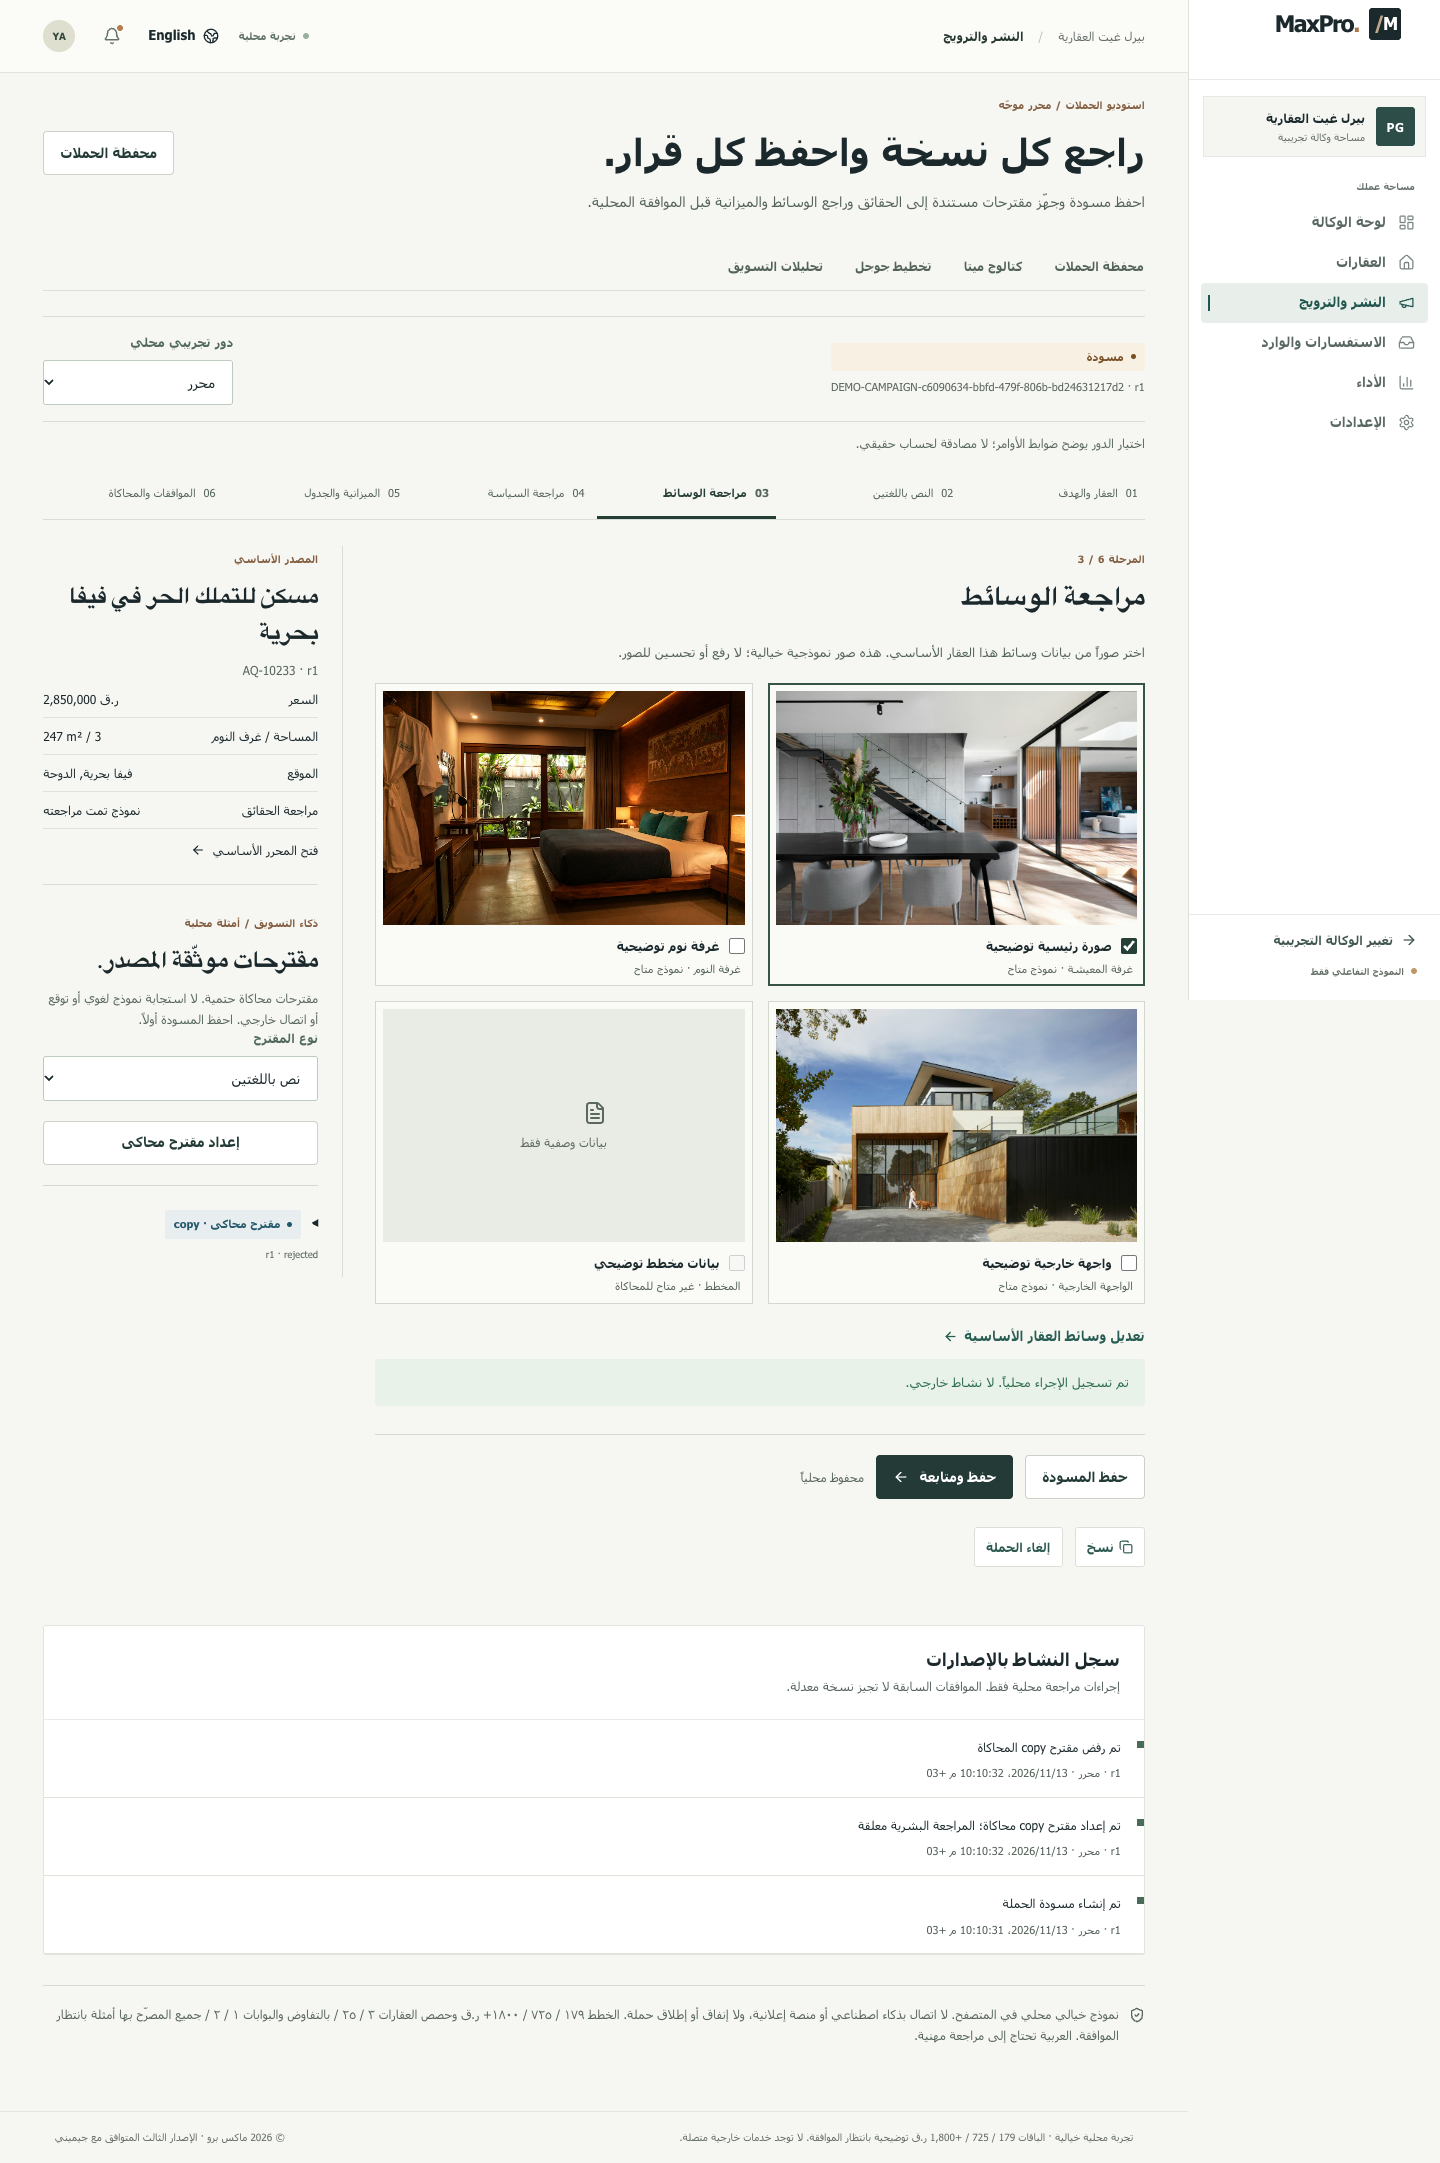 MaxPro.
/M
PG
بيرل غيت العقارية
مساحة وكالة تجريبية
مساحة عملك
لوحة الوكالة
العقارات
النشر والترويج
الاستفسارات والوارد
الأداء
الإعدادات
تغيير الوكالة التجريبية
النموذج التفاعلي فقط
بيرل غيت العقارية / النشر والترويج
تجربة محلية
English
YA
استوديو الحملات / محرر موجّه
راجع كل نسخة واحفظ كل قرار.
احفظ مسودة وجهّز مقترحات مستندة إلى الحقائق وراجع الوسائط والميزانية قبل الموافقة المحلية.
محفظة الحملات
محفظة الحملات
كتالوج ميتا
تخطيط جوجل
تحليلات التسويق
مسودة
DEMO-CAMPAIGN-c6090634-bbfd-479f-806b-bd24631217d2 · r1
دور تجريبي محلي
محرر
اختيار الدور يوضح ضوابط الأوامر؛ لا مصادقة لحساب حقيقي.
01 العقار والهدف
02 النص باللغتين
03 مراجعة الوسائط
04 مراجعة السياسة
05 الميزانية والجدول
06 الموافقات والمحاكاة
المرحلة 6 / 3
مراجعة الوسائط
اختر صوراً من بيانات وسائط هذا العقار الأساسي. هذه صور نموذجية خيالية؛ لا رفع أو تحسين للصور.
صورة رئيسية توضيحية
غرفة المعيشة · نموذج متاح
غرفة نوم توضيحية
غرفة النوم · نموذج متاح
واجهة خارجية توضيحية
الواجهة الخارجية · نموذج متاح
بيانات وصفية فقط
بيانات مخطط توضيحي
المخطط · غير متاح للمحاكاة
تعديل وسائط العقار الأساسية
تم تسجيل الإجراء محلياً. لا نشاط خارجي.
حفظ المسودة
حفظ ومتابعة
محفوظ محلياً
نسخ
إلغاء الحملة
المصدر الأساسي
مسكن للتملك الحر في فيفا
بحرية
AQ-10233 · r1
السعر
ر.ق 2,850,000
المساحة / غرف النوم
247 m² / 3
الموقع
فيفا بحرية, الدوحة
مراجعة الحقائق
نموذج تمت مراجعته
فتح المحرر الأساسي
ذكاء التسويق / أمثلة محلية
مقترحات موثّقة المصدر.
مقترحات محاكاة حتمية. لا استجابة نموذج لغوي أو توقع
أو اتصال خارجي. احفظ المسودة أولاً.
نوع المقترح
نص باللغتين
إعداد مقترح محاكى
مقترح محاكى · copy
r1 · rejected
سجل النشاط بالإصدارات
إجراءات مراجعة محلية فقط. الموافقات السابقة لا تجيز نسخة معدلة.
تم رفض مقترح copy المحاكاة
r1 · محرر · 2026/11/13، 10:10:32 م +03
تم إعداد مقترح copy محاكاة؛ المراجعة البشرية معلقة
r1 · محرر · 2026/11/13، 10:10:32 م +03
تم إنشاء مسودة الحملة
r1 · محرر · 2026/11/13، 10:10:31 م +03
نموذج خيالي محلي في المتصفح. لا اتصال بذكاء اصطناعي أو منصة إعلانية، ولا إنفاق أو إطلاق حملة. الخطط ١٧٩ / ٧٢٥ / ١٨٠٠+ ر.ق وحصص العقارات ٣ / ٢٥ / بالتفاوض والبوابات ١ / ٢ / جميع المصرّح بها أمثلة بانتظار
الموافقة. العربية تحتاج إلى مراجعة مهنية.
تجربة محلية خيالية · الباقات 179 / 725 / 1,800+ ر.ق توضيحية بانتظار الموافقة. لا توجد خدمات خارجية متصلة.
© 2026 ماكس برو · الإصدار الثالث المتوافق مع جيميني